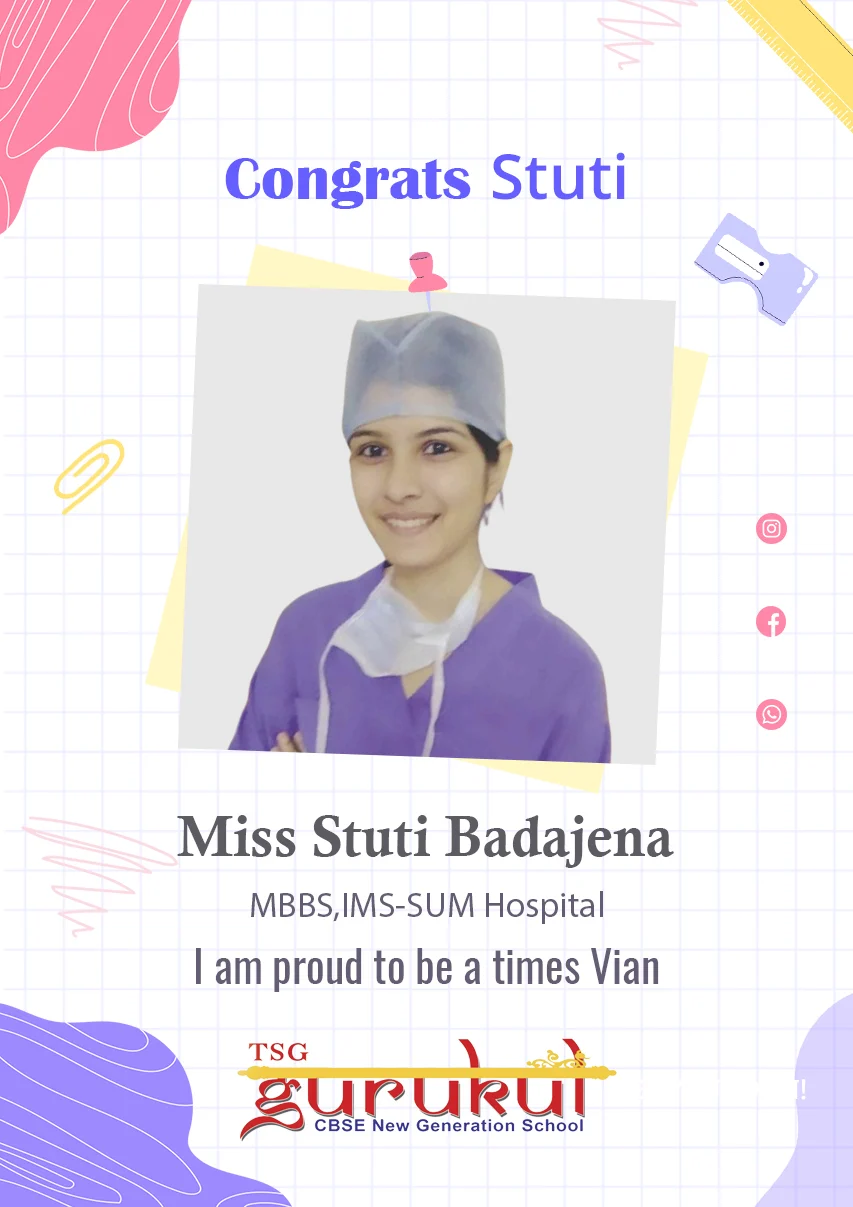 Congrats Stuti
Miss Stuti Badajena
MBBS,IMS-SUM Hospital
I am proud to be a times Vian
TSG
gurukul
CBSE New Generation School